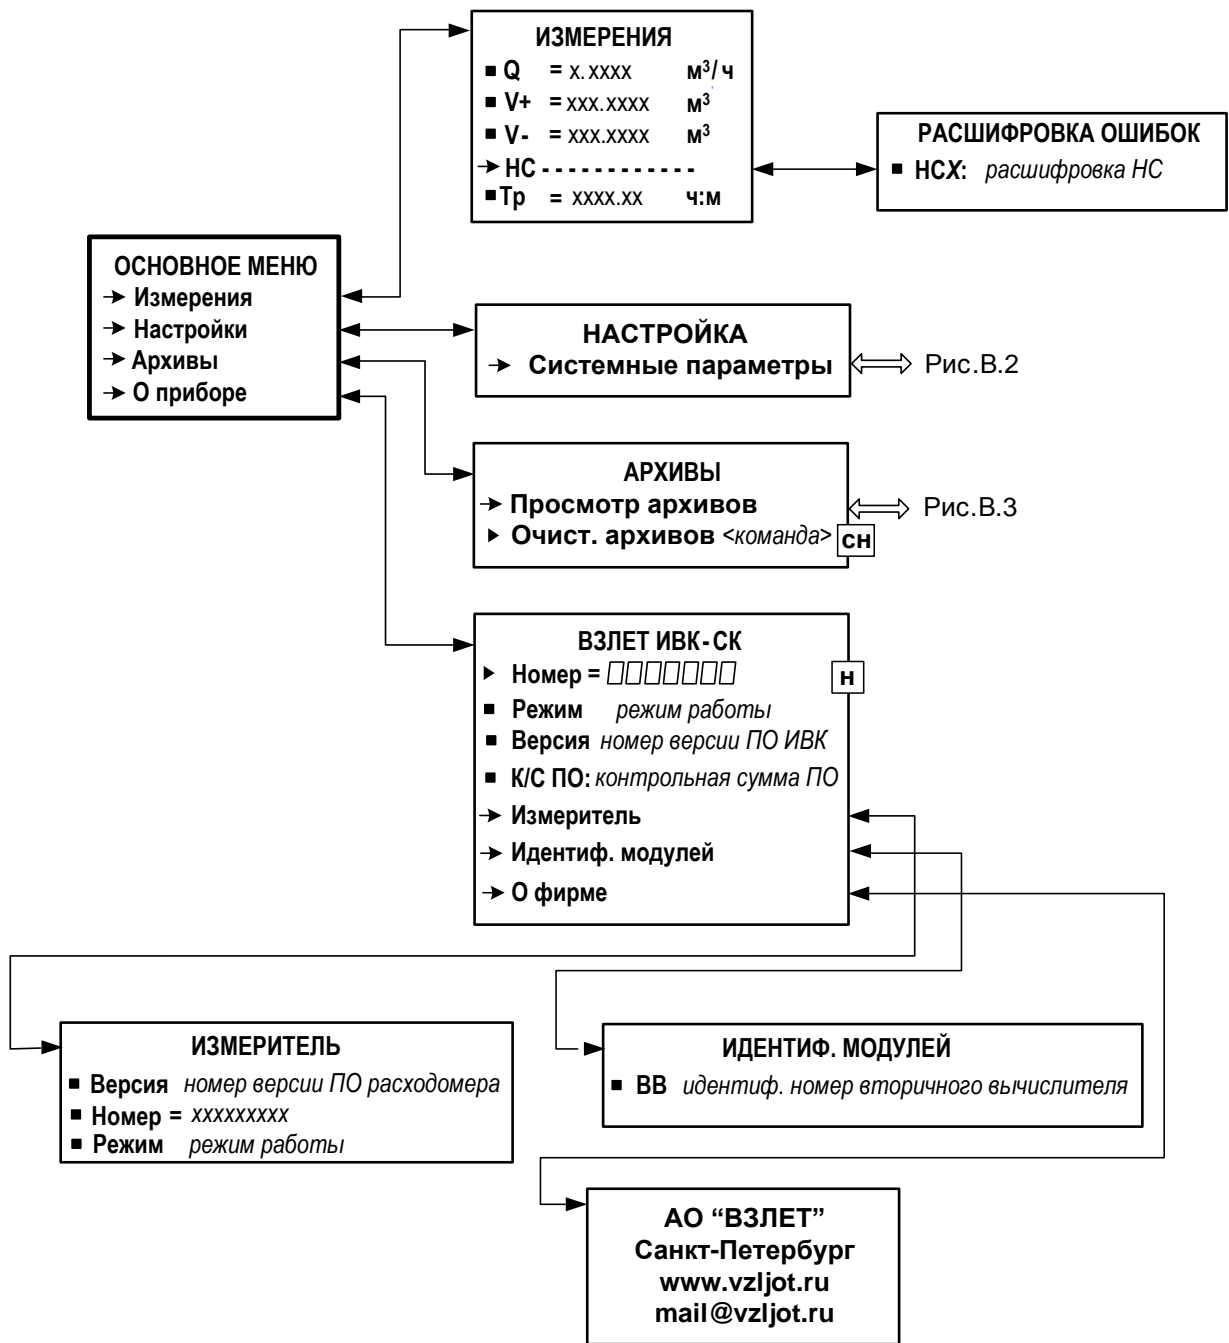 ИЗМЕРЕНИЯ
Q = x.xxxx м³/ч
V+ = xxx.xxxx м³
V- = xxx.xxxx м³
НС - - - - - - - - - - - -
Тр = xxxx.xx ч:м
РАСШИФРОВКА ОШИБОК
НСX: расшифровка НС
ОСНОВНОЕ МЕНЮ
Измерения
Настройки
Архивы
О приборе
НАСТРОЙКА
Системные параметры
Рис.В.2
АРХИВЫ
Просмотр архивов
Рис.В.3
Очист. архивов <команда>
СН
ВЗЛЕТ ИВК-СК
Номер =
Н
Режим режим работы
Версия номер версии ПО ИВК
К/С ПО: контрольная сумма ПО
Измеритель
Идентиф. модулей
О фирме
ИЗМЕРИТЕЛЬ
Версия номер версии ПО расходомера
Номер = xxxxxxxxx
Режим режим работы
ИДЕНТИФ. МОДУЛЕЙ
ВВ идентиф. номер вторичного вычислителя
АО “ВЗЛЕТ”
Санкт-Петербург
www.vzljot.ru
mail@vzljot.ru